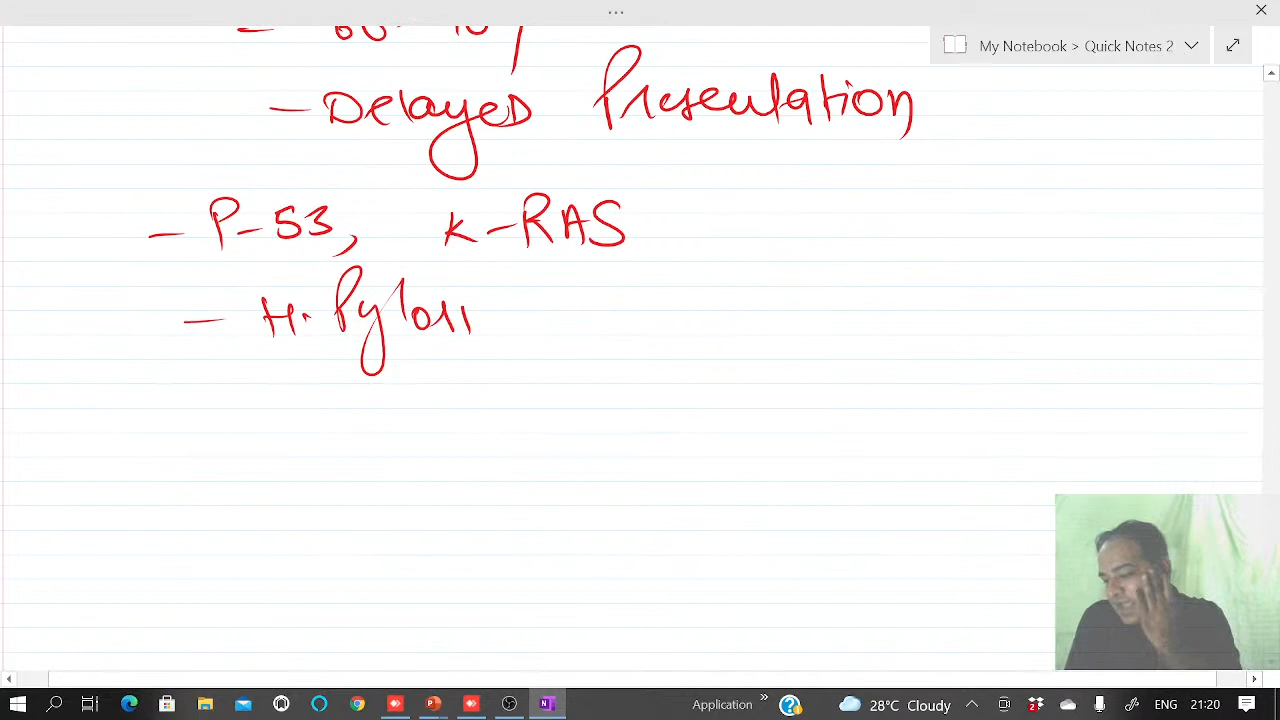 My Notebook > Quick Notes 2
- Delayed Presentation
- P-53, K-RAS
- H. Pylori
Application
28°C Cloudy
ENG
21:20